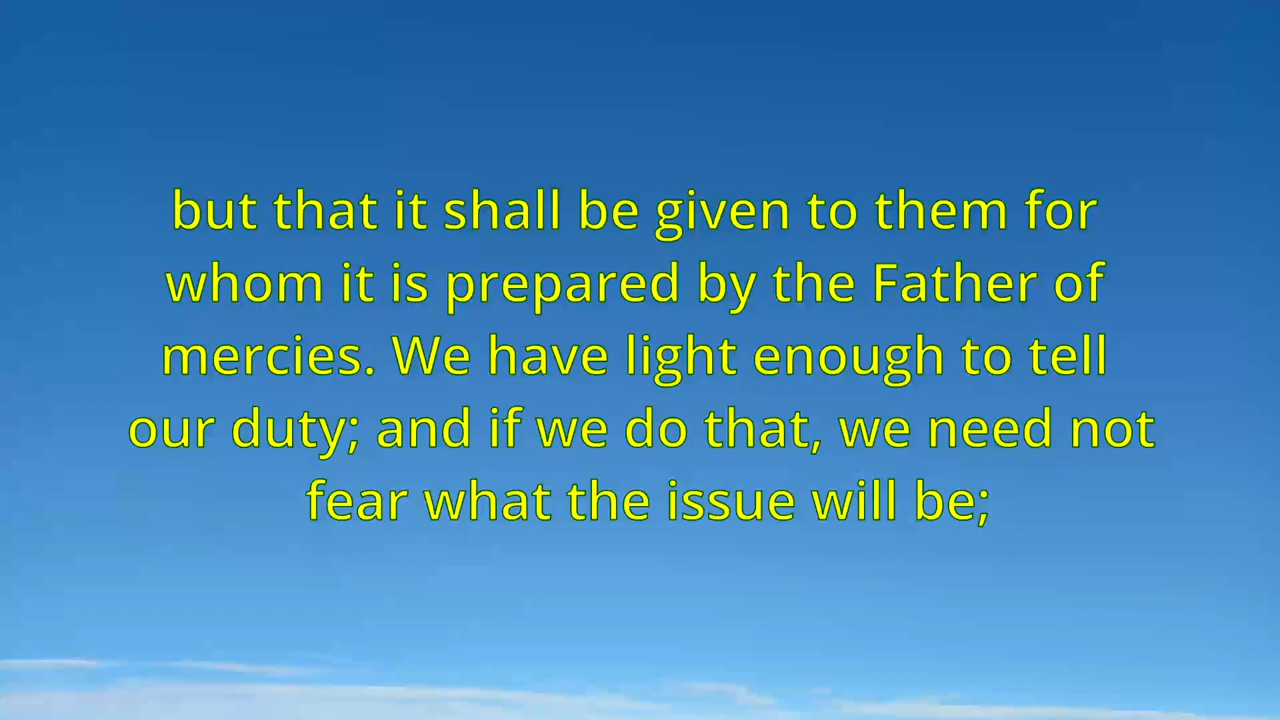 but that it shall be given to them for
whom it is prepared by the Father of
mercies. We have light enough to tell
our duty; and if we do that, we need not
fear what the issue will be;